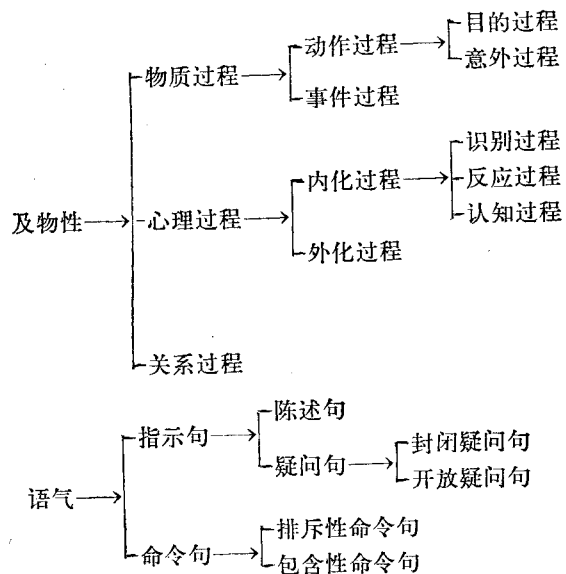 目的过程
动作过程
意外过程
物质过程
事件过程
识别过程
内化过程
反应过程
认知过程
及物性
心理过程
外化过程
关系过程
陈述句
指示句
封闭疑问句
疑问句
开放疑问句
语气
排斥性命令句
命令句
包含性命令句